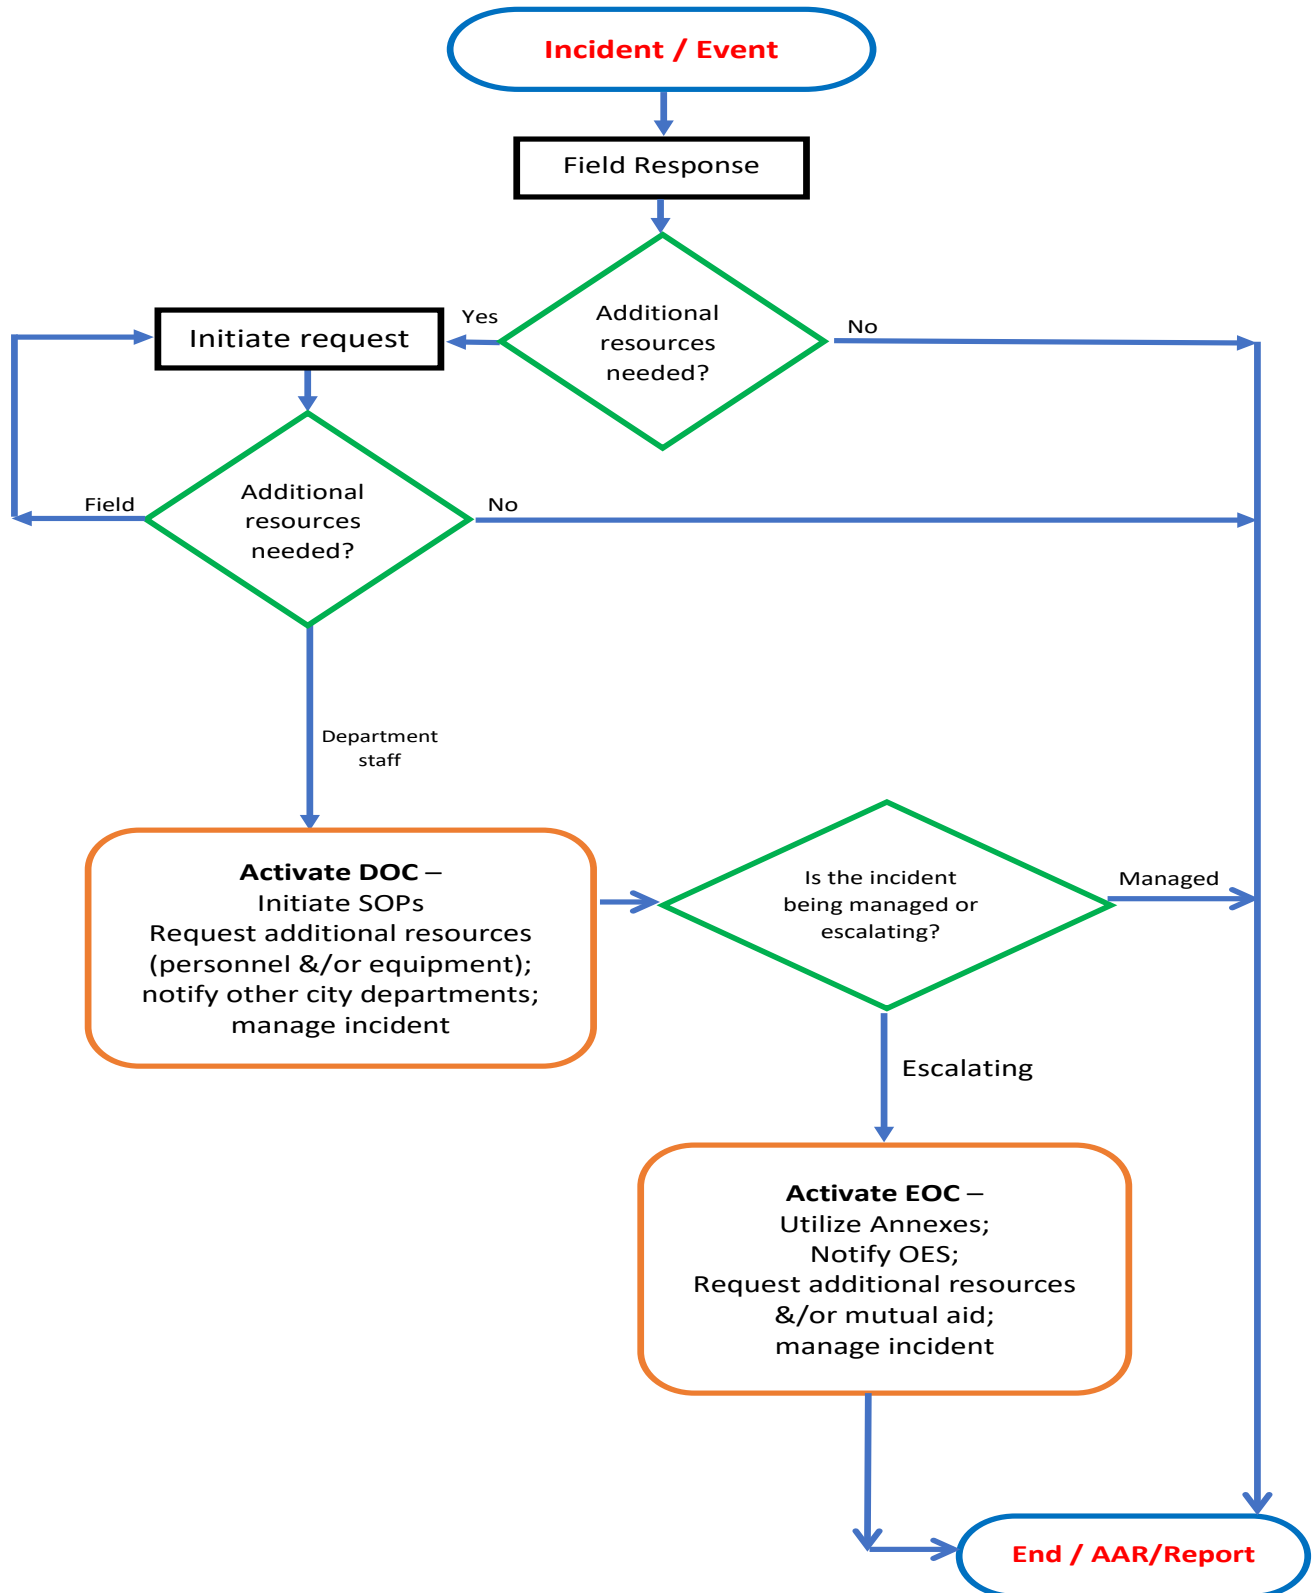 Incident / Event
Field Response
Additional
resources
needed?
Yes
No
Initiate request
Additional
resources
needed?
Field
No
Department
staff
Activate DOC –
Initiate SOPs
Request additional resources
(personnel &/or equipment);
notify other city departments;
manage incident
Is the incident
being managed or
escalating?
Managed
Escalating
Activate EOC –
Utilize Annexes;
Notify OES;
Request additional resources
&/or mutual aid;
manage incident
End / AAR/Report